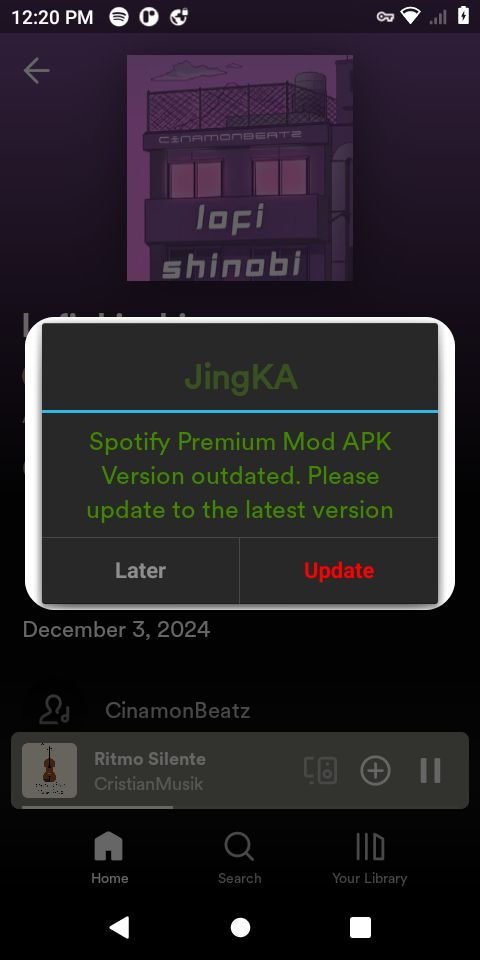 12:20 PM
CINAMONBEATZ
lofi
shinobi
JingKA
Spotify Premium Mod APK
Version outdated. Please
update to the latest version
Later
Update
December 3, 2024
CinamonBeatz
Ritmo Silente
CristianMusik
Home
Search
Your Library